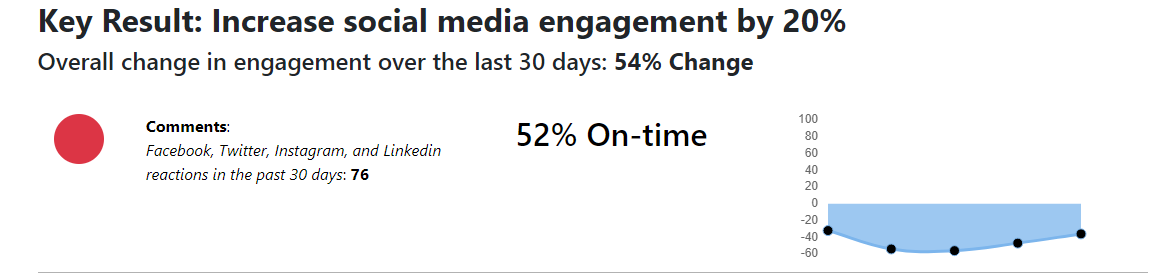 Key Result: Increase social media engagement by 20%
Overall change in engagement over the last 30 days: 54% Change
Comments:
Facebook, Twitter, Instagram, and Linkedin
reactions in the past 30 days: 76
52% On-time
100
80
60
40
20
0
-20
-40
-60